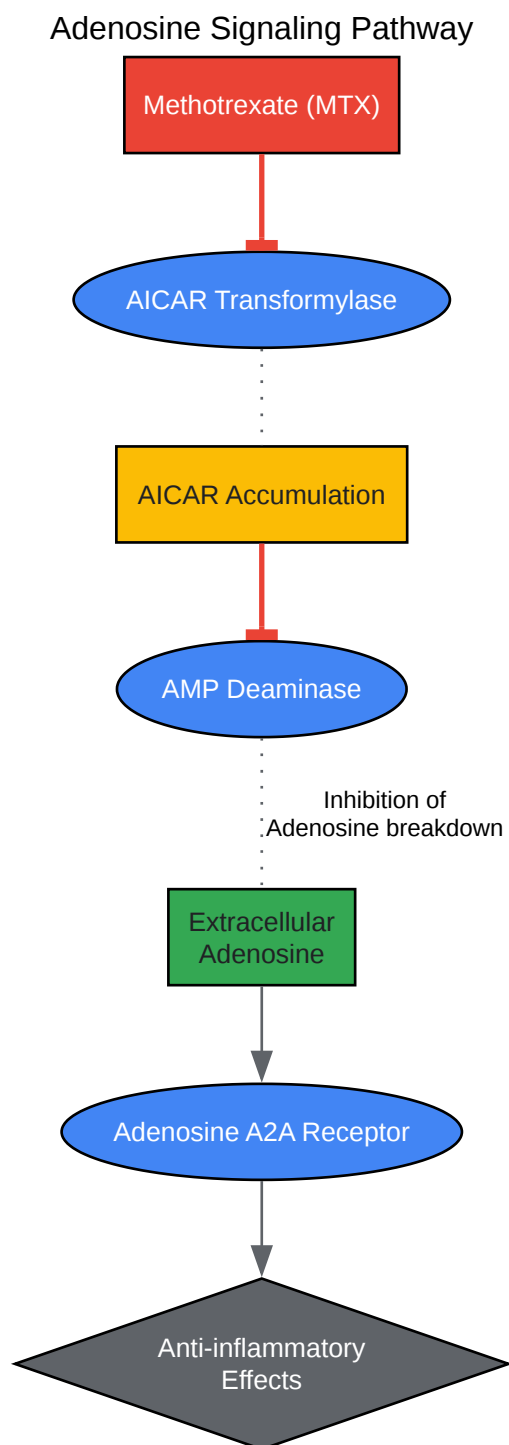 Adenosine Signaling Pathway
Methotrexate (MTX)
AICAR Transformylase
AICAR Accumulation
AMP Deaminase
Inhibition of
Adenosine breakdown
Extracellular
Adenosine
Adenosine A2A Receptor
Anti-inflammatory
Effects